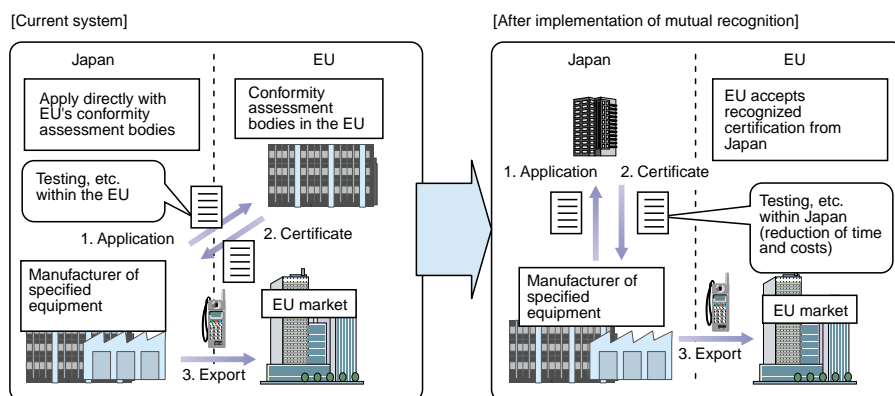 [Current system]
Japan
EU
Apply directly with
EU's conformity
assessment bodies
Conformity
assessment
bodies in the EU
Testing, etc.
within the EU
1. Application
2. Certificate
Manufacturer of
specified
equipment
EU market
3. Export
[After implementation of mutual recognition]
Japan
EU
EU accepts
recognized
certification from
Japan
1. Application
2. Certificate
Testing, etc.
within Japan
(reduction of time
and costs)
Manufacturer of
specified
equipment
EU market
3. Export